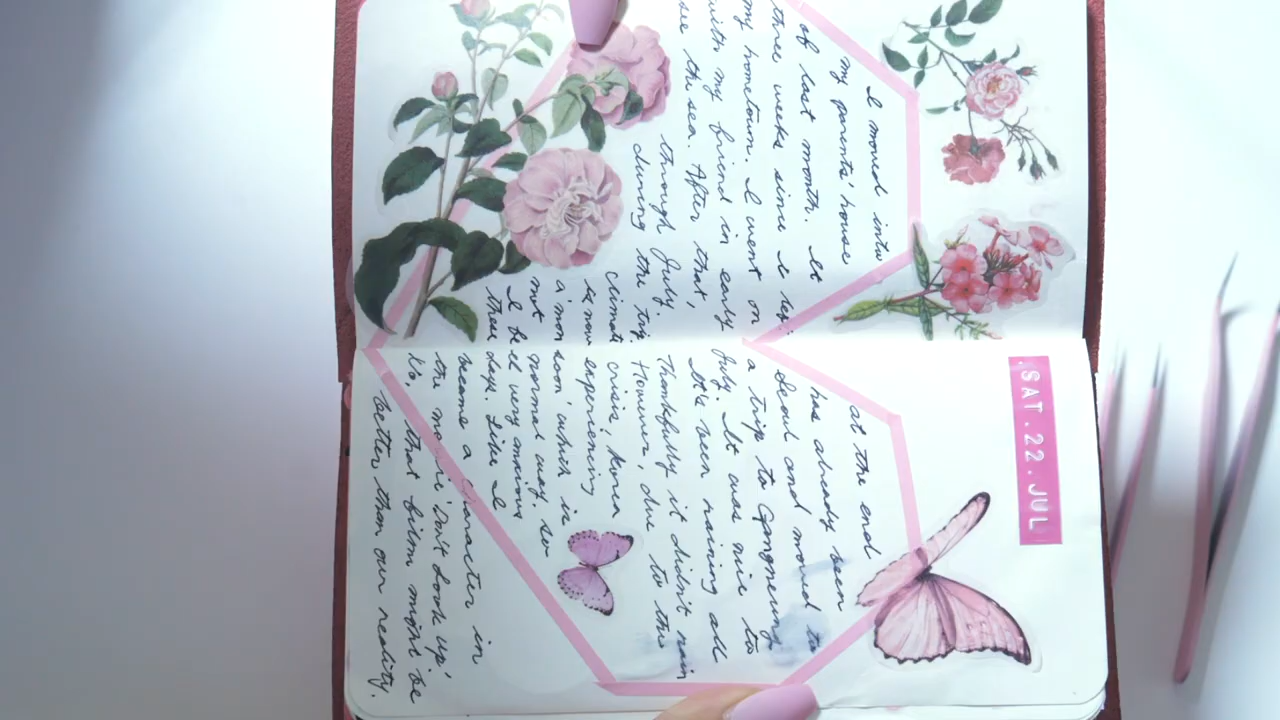 SAT.22.JUL
I moved into
my parents' house at the end
of last month. It has already been
three weeks since I left Seoul and moved to
my hometown. I went on a trip to Gangneung
with my friend in early July. It was nice to
see the sea. After that, It's been raining all
through July. Thankfully it didn't rain
during the trip. However, due to the
climate crisis, Korea
is now experiencing
a 'monsoon' which is
not normal way. So
I feel very anxious
these days. Like I
became a character in
the movie 'Don't Look Up'.
No, that film might be
better than our reality.